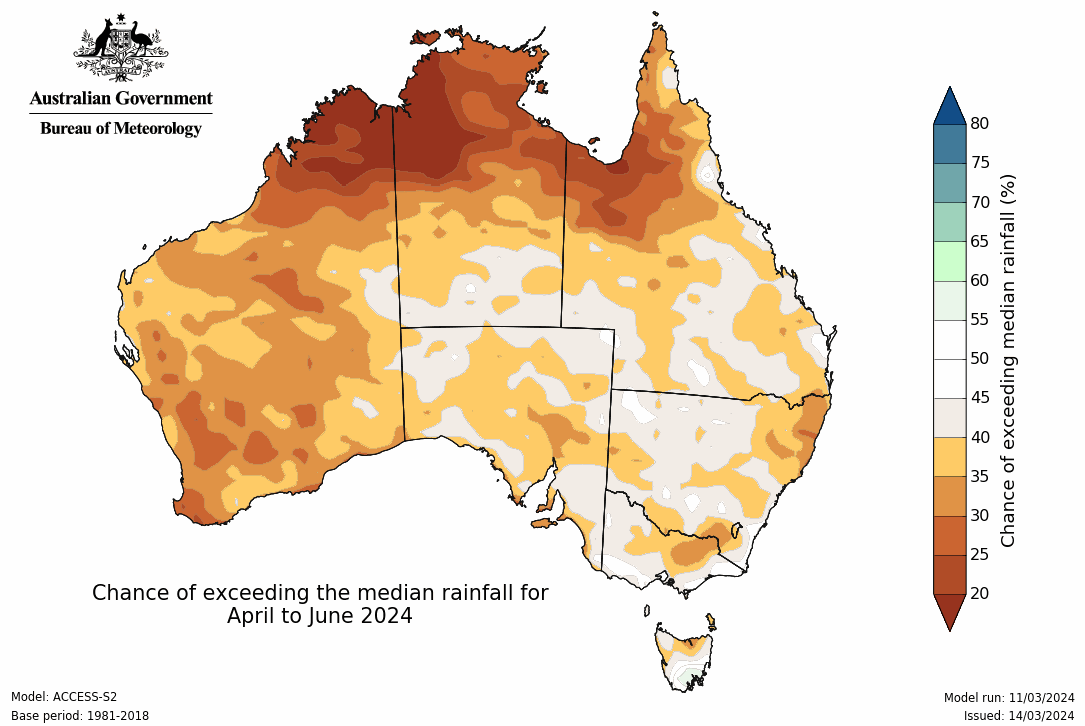 Australian Government
Bureau of Meteorology
80
75
70
65
60
55
50
45
40
35
30
25
20
Chance of exceeding median rainfall (%)
Chance of exceeding the median rainfall for
April to June 2024
Model: ACCESS-S2
Base period: 1981-2018
Model run: 11/03/2024
Issued: 14/03/2024